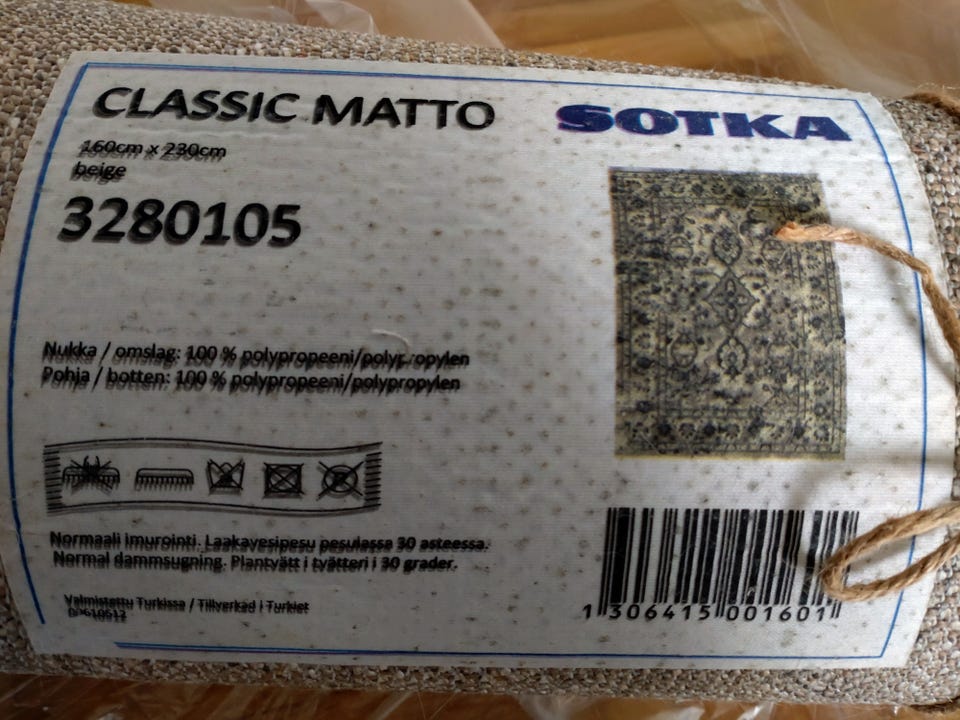 CLASSIC MATTO
SOTKA
160cm x 230cm
beige
3280105
Nukka / omslag: 100 % polypropeeni/polypropylen
Pohja / botten: 100 % polypropeeni/polypropylen
Normaali imurointi. Laakavesipesu pesulassa 30 asteessa.
Normal dammsugning. Plantvätt i tvätteri i 30 grader.
Valmistettu Turkissa / Tillverkad i Turkiet
1 306415 001601